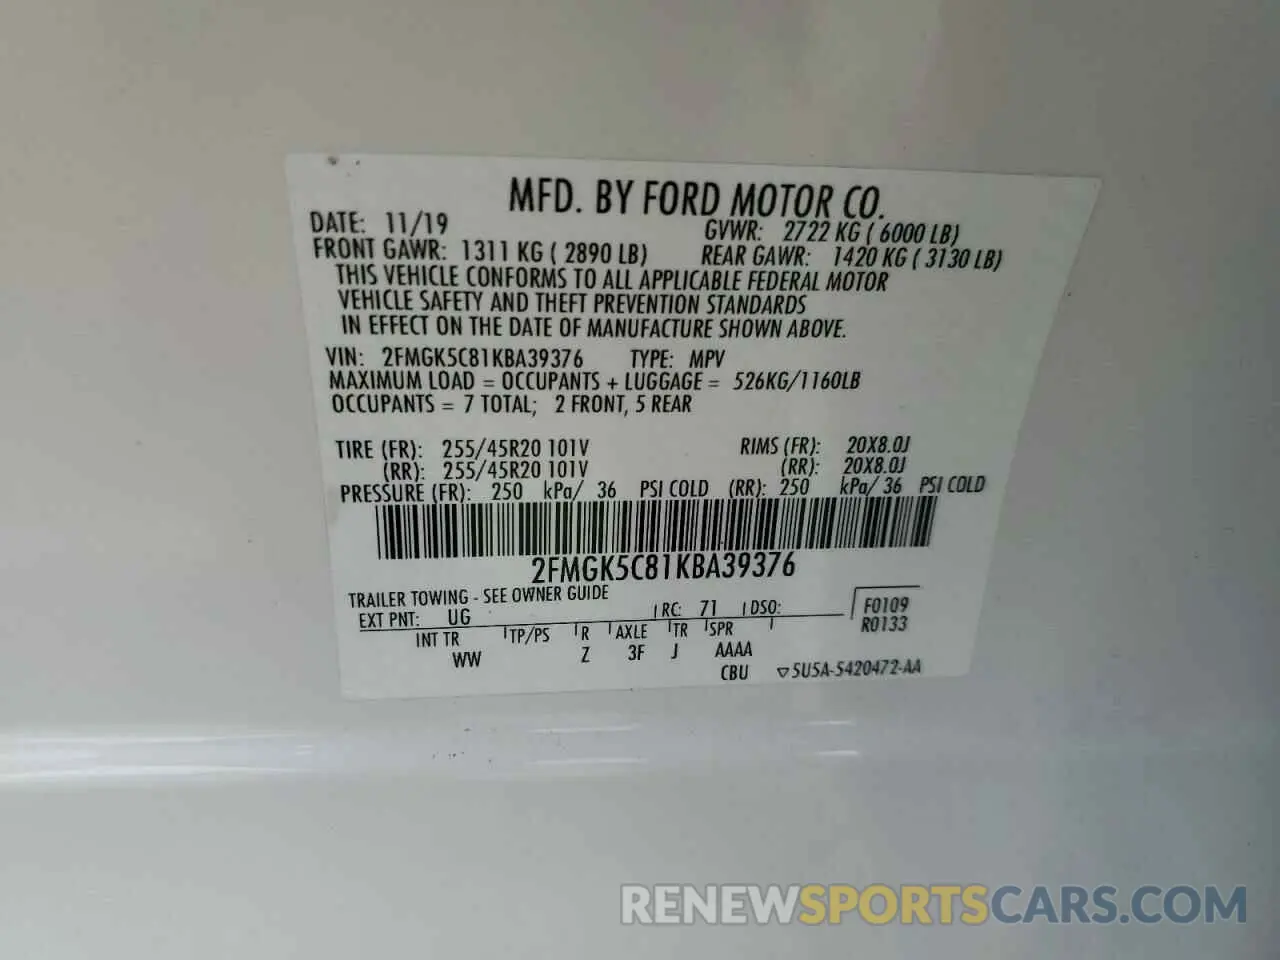 MFD. BY FORD MOTOR CO.
DATE: 11/19 GVWR: 2722 KG ( 6000 LB)
FRONT GAWR: 1311 KG ( 2890 LB) REAR GAWR: 1420 KG ( 3130 LB)
THIS VEHICLE CONFORMS TO ALL APPLICABLE FEDERAL MOTOR
VEHICLE SAFETY AND THEFT PREVENTION STANDARDS
IN EFFECT ON THE DATE OF MANUFACTURE SHOWN ABOVE.
VIN: 2FMGK5C81KBA39376 TYPE: MPV
MAXIMUM LOAD = OCCUPANTS + LUGGAGE = 526KG/1160LB
OCCUPANTS = 7 TOTAL; 2 FRONT, 5 REAR
TIRE (FR): 255/45R20 101V RIMS (FR): 20X8.0J
(RR): 255/45R20 101V (RR): 20X8.0J
PRESSURE (FR): 250 kPa/ 36 PSI COLD (RR): 250 kPa/ 36 PSI COLD
2FMGK5C81KBA39376
TRAILER TOWING - SEE OWNER GUIDE
EXT PNT: UG RC: 71 DSO: F0109
INT TR TP/PS R AXLE TR SPR R0133
WW Z 3F J AAAA
CBU ▽5U5A-5420472-AA
RENEWSPORTSCARS.COM